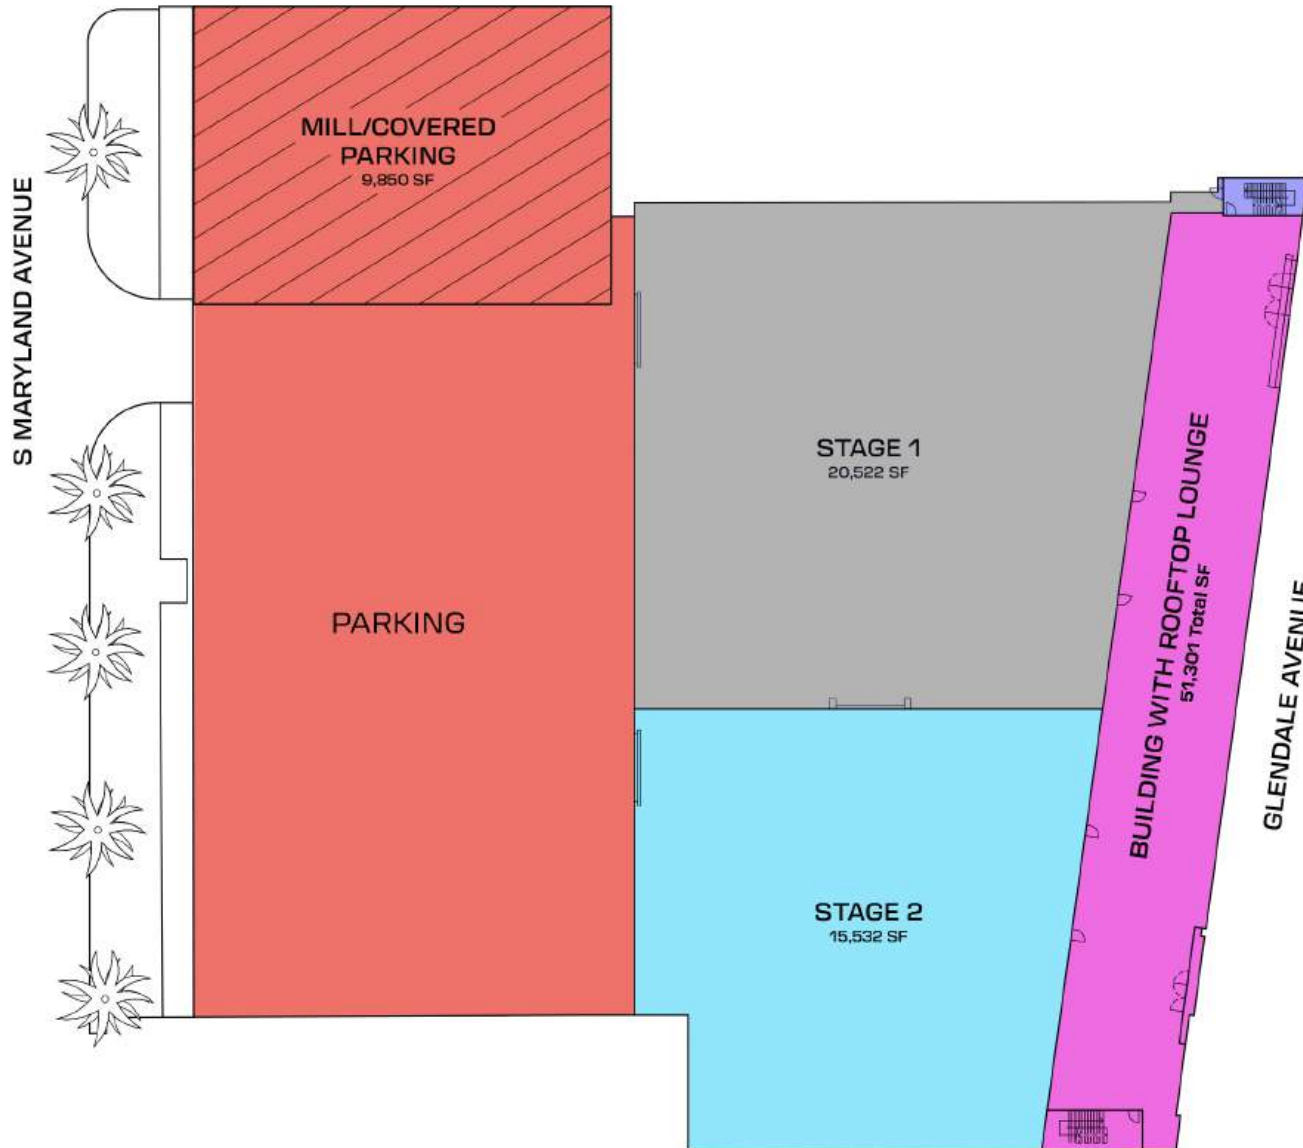 S MARYLAND AVENUE
MILL/COVERED
PARKING
9,850 SF
PARKING
STAGE 1
20,522 SF
STAGE 2
15,532 SF
BUILDING WITH ROOFTOP LOUNGE
51,301 Total SF
GLENDALE AVENUE